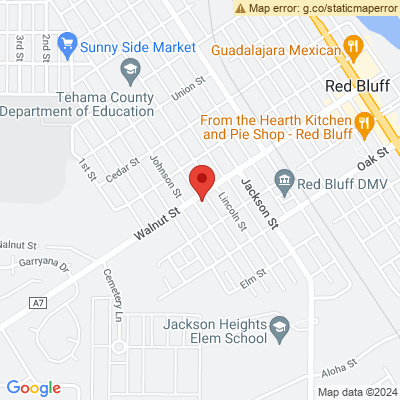 Map error: g.co/staticmaperror
3rd St
2nd St
Sunny Side Market
Guadalajara Mexican
Red Bluff
Tehama County
Department of Education
Union St
From the Hearth Kitchen
and Pie Shop - Red Bluff
Oak St
1st St
Cedar St
Johnson St
Lincoln St
Jackson St
Red Bluff DMV
Walnut St
Walnut St
Garryana Dr
A7
Cemetery Ln
Elm St
Jackson Heights
Elem School
Aloha St
Google
Map data ©2024